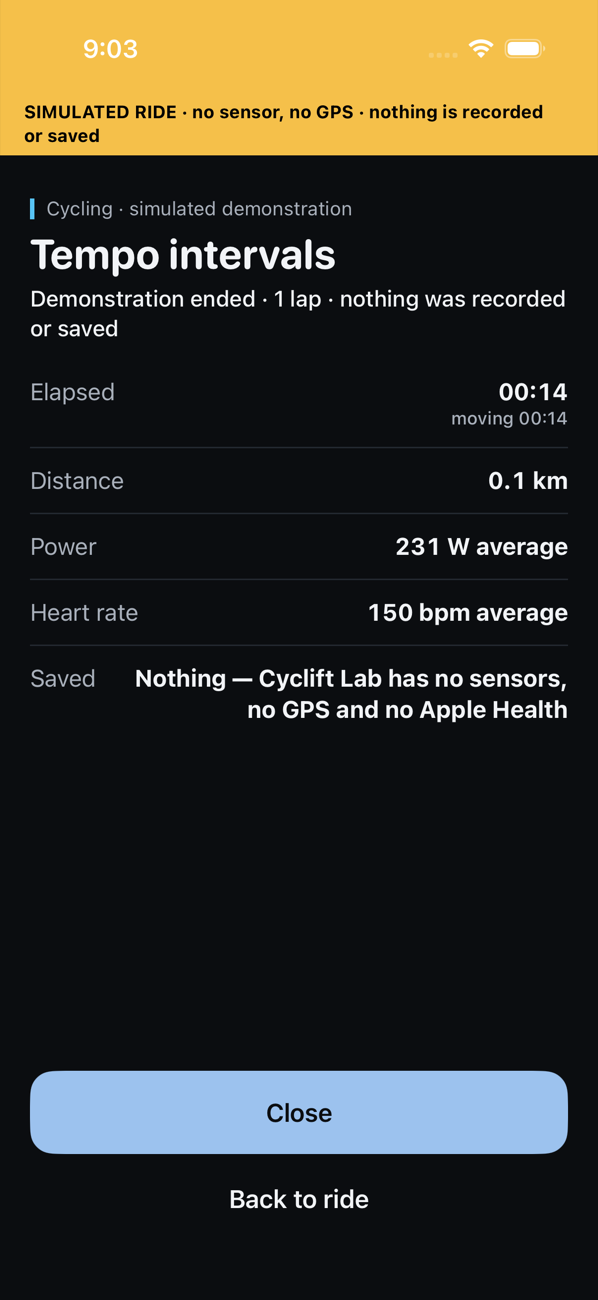 9:03
SIMULATED RIDE · no sensor, no GPS · nothing is recorded
or saved
Cycling · simulated demonstration
Tempo intervals
Demonstration ended · 1 lap · nothing was recorded
or saved
Elapsed 00:14
moving 00:14
Distance 0.1 km
Power 231 W average
Heart rate 150 bpm average
Saved Nothing — Cyclift Lab has no sensors,
no GPS and no Apple Health
Close
Back to ride